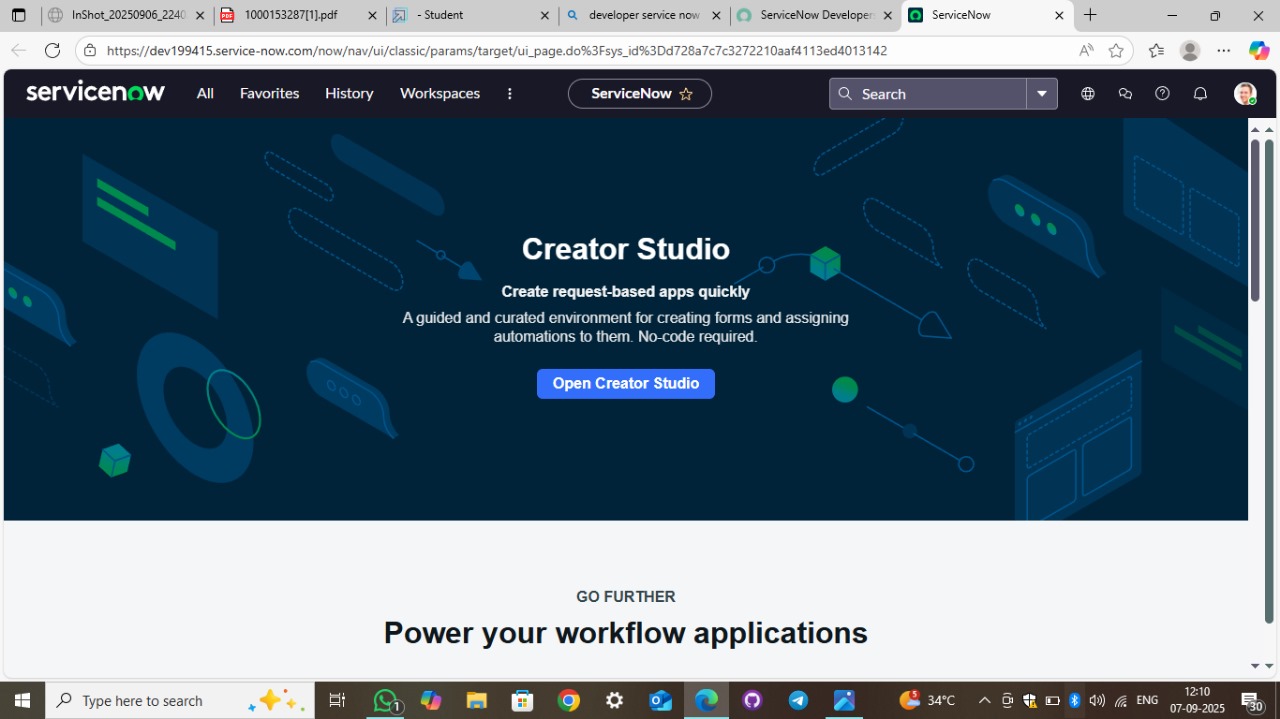 InShot_20250906_2240
1000153287[1].pdf
- Student
developer service now
ServiceNow Developers
ServiceNow
https://dev199415.service-now.com/now/nav/ui/classic/params/target/ui_page.do%3Fsys_id%3Dd728a7c7c3272210aaf4113ed4013142
servicenow
All
Favorites
History
Workspaces
ServiceNow
Search
Creator Studio
Create request-based apps quickly
A guided and curated environment for creating forms and assigning
automations to them. No-code required.
Open Creator Studio
GO FURTHER
Power your workflow applications
Type here to search
1
5
34°C
ENG
12:10
07-09-2025
30